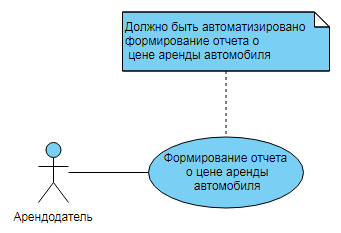 Должно быть автоматизировано
формирование отчета о
цене аренды автомобиля
Формирование отчета
о цене аренды
автомобиля
Арендодатель